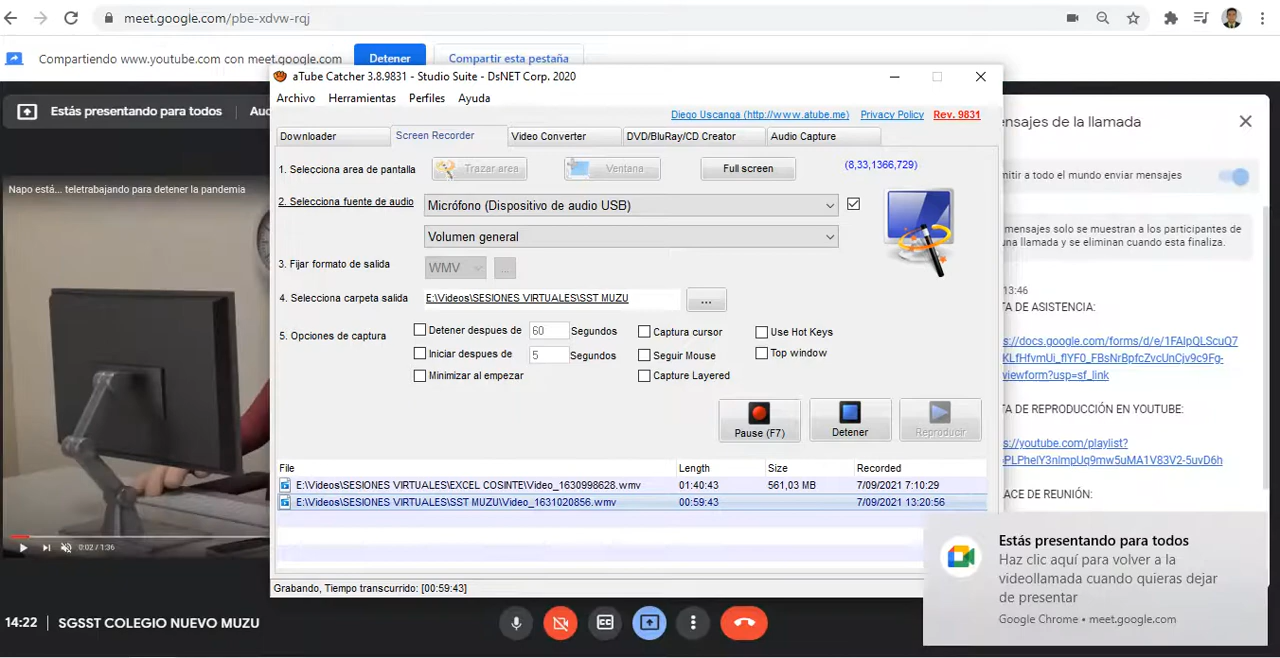 meet.google.com/pbe-xdvw-rqj
Compartiendo www.youtube.com con meet.google.com
Detener
Compartir esta pestaña
Estás presentando para todos
Napo está... teletrabajando para detener la pandemia
0:02 / 1:36
aTube Catcher 3.8.9831 - Studio Suite - DsNET Corp. 2020
Archivo Herramientas Perfiles Ayuda
Diego Uscanga (http://www.atube.me) Privacy Policy Rev. 9831
Downloader Screen Recorder Video Converter DVD/BluRay/CD Creator Audio Capture
1. Selecciona area de pantalla Trazar area Ventana Full screen (8,33,1366,729)
2. Selecciona fuente de audio Micrófono (Dispositivo de audio USB)
Volumen general
3. Fijar formato de salida WMV ...
4. Selecciona carpeta salida E:\Videos\SESIONES VIRTUALES\SST MUZU ...
5. Opciones de captura
Detener despues de 60 Segundos Captura cursor Use Hot Keys
Iniciar despues de 5 Segundos Seguir Mouse Top window
Minimizar al empezar Capture Layered
Pause (F7) Detener Reproducir
File Length Size Recorded
E:\Videos\SESIONES VIRTUALES\EXCEL COSINTE\Video_1630998628.wmv 01:40:43 561,03 MB 7/09/2021 7:10:29
E:\Videos\SESIONES VIRTUALES\SST MUZU\Video_1631020856.wmv 00:59:43 7/09/2021 13:20:56
Grabando, Tiempo transcurrido: [00:59:43]
de la llamada
a todo el mundo enviar mensajes
mensajes solo se muestran a los participantes de
una llamada y se eliminan cuando esta finaliza.
13:46
DE ASISTENCIA:
s://docs.google.com/forms/d/e/1FAIpQLScuQ7
KLfHfvmUi_flYF0_FBsNrBpfcZvcUnCjv9c9Fg-
viewform?usp=sf_link
DE REPRODUCCIÓN EN YOUTUBE:
s://youtube.com/playlist?
PLPhelY3nImpUq9mw5uMA1V83V2-5uvD6h
DE REUNIÓN:
Estás presentando para todos
Haz clic aquí para volver a la
videollamada cuando quieras dejar
de presentar
Google Chrome • meet.google.com
14:22 | SGSST COLEGIO NUEVO MUZU